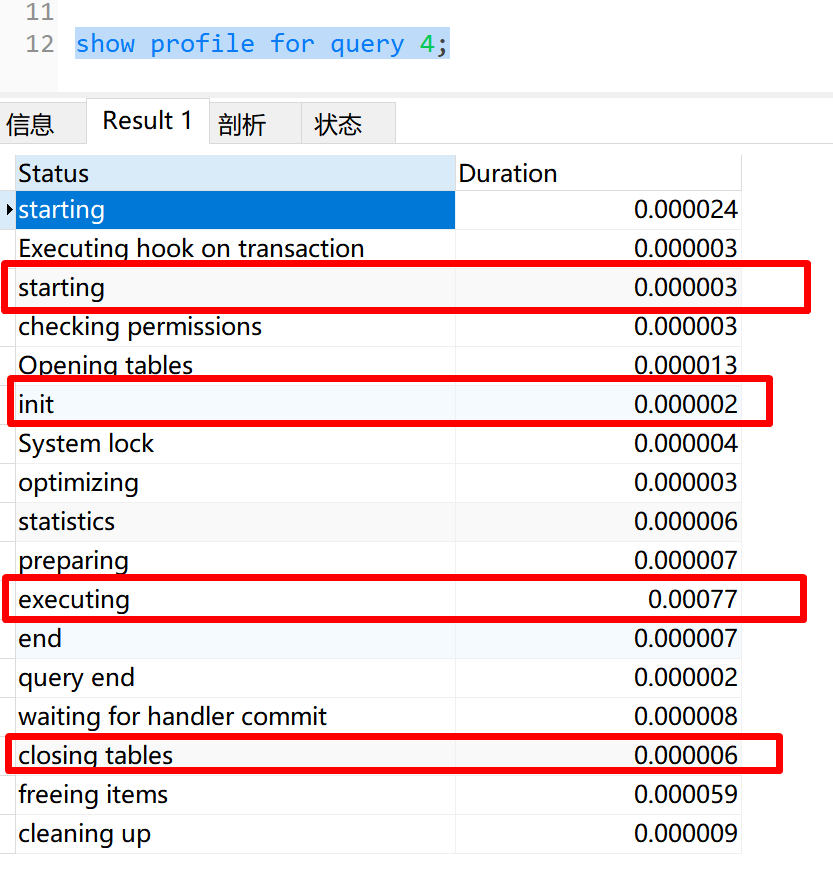 11
12 show profile for query 4;
信息 Result 1 剖析 状态
Status Duration
starting 0.000024
Executing hook on transaction 0.000003
starting 0.000003
checking permissions 0.000003
Opening tables 0.000013
init 0.000002
System lock 0.000004
optimizing 0.000003
statistics 0.000006
preparing 0.000007
executing 0.00077
end 0.000007
query end 0.000002
waiting for handler commit 0.000008
closing tables 0.000006
freeing items 0.000059
cleaning up 0.000009